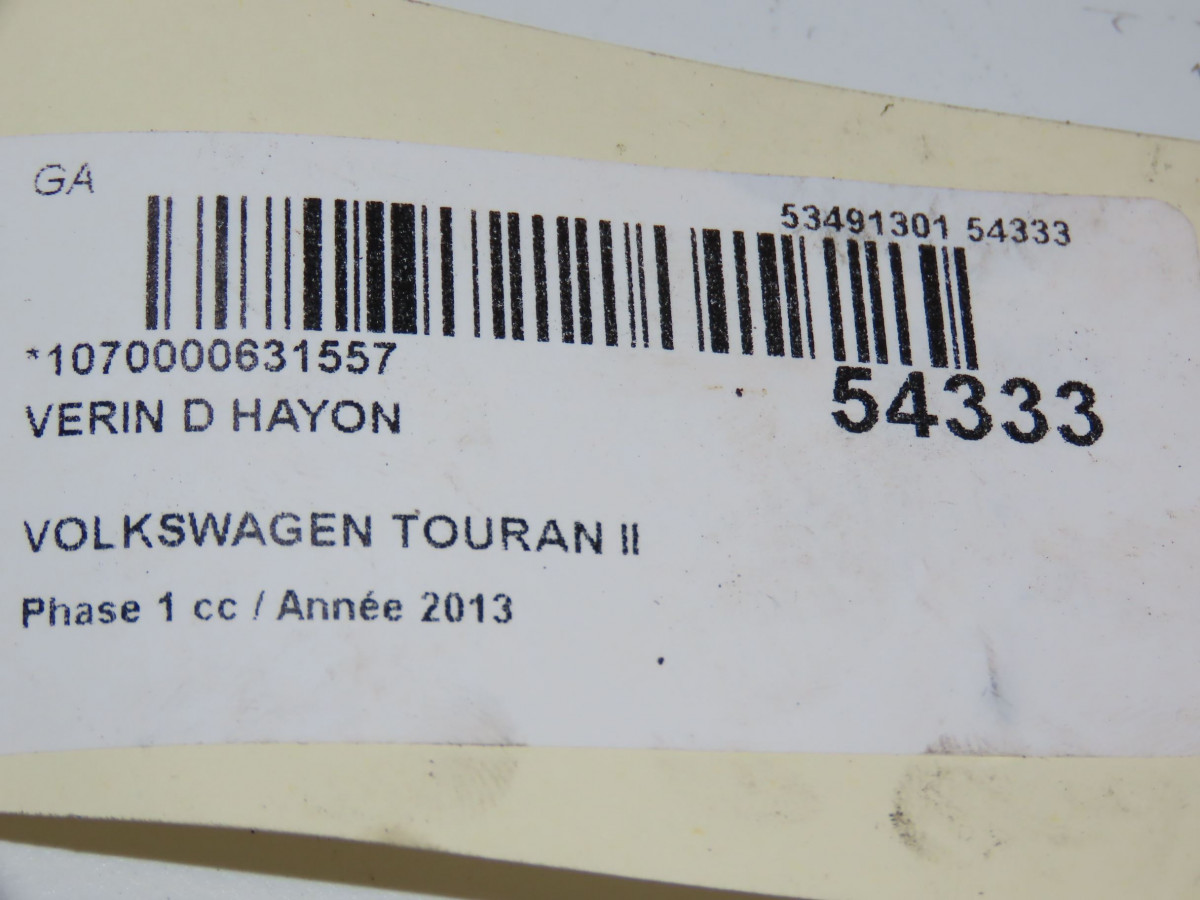 GA
53491301 54333
*1070000631557
54333
VERIN D HAYON
VOLKSWAGEN TOURAN II
Phase 1 cc / Année 2013